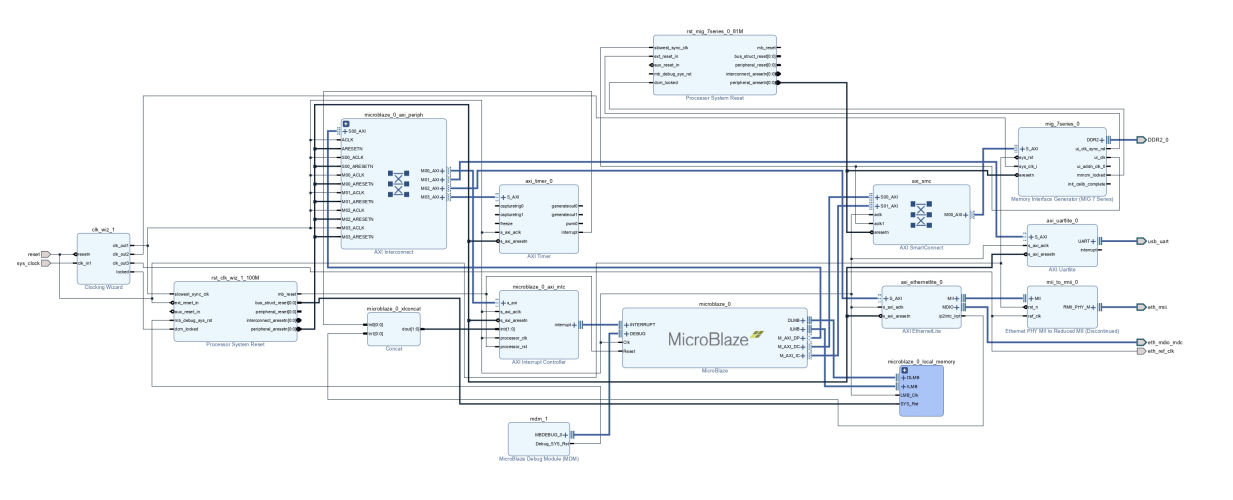 rst_mig_7series_0_81M
slowest_sync_clk
mb_reset
ext_reset_in
bus_struct_reset[0:0]
aux_reset_in
peripheral_reset[0:0]
mb_debug_sys_rst
interconnect_aresetn[0:0]
dcm_locked
peripheral_aresetn[0:0]
Processor System Reset
microblaze_0_axi_periph
S00_AXI
ACLK
ARESETN
S00_ACLK
S00_ARESETN
M00_ACLK
M00_ARESETN
M01_ACLK
M01_ARESETN
M02_ACLK
M02_ARESETN
M03_ACLK
M03_ARESETN
M00_AXI
M01_AXI
M02_AXI
M03_AXI
AXI Interconnect
axi_timer_0
S_AXI
capturetrig0
capturetrig1
freeze
s_axi_aclk
s_axi_aresetn
generateout0
generateout1
pwm0
interrupt
AXI Timer
mig_7series_0
S_AXI
sys_rst
sys_clk_i
aresetn
DDR2
ui_clk_sync_rst
ui_clk
ui_addn_clk_0
mmcm_locked
init_calib_complete
Memory Interface Generator (MIG 7 Series)
DDR2_0
axi_smc
S00_AXI
S01_AXI
aclk
aclk1
aresetn
M00_AXI
AXI SmartConnect
axi_uartlite_0
S_AXI
s_axi_aclk
s_axi_aresetn
UART
interrupt
AXI Uartlite
usb_uart
reset
sys_clock
clk_wiz_1
resetn
clk_in1
clk_out1
clk_out2
clk_out3
locked
Clocking Wizard
rst_clk_wiz_1_100M
slowest_sync_clk
ext_reset_in
aux_reset_in
mb_debug_sys_rst
dcm_locked
mb_reset
bus_struct_reset[0:0]
peripheral_reset[0:0]
interconnect_aresetn[0:0]
peripheral_aresetn[0:0]
Processor System Reset
microblaze_0_xlconcat
In0[0:0]
In1[0:0]
dout[1:0]
Concat
microblaze_0_axi_intc
s_axi
s_axi_aclk
s_axi_aresetn
intr[1:0]
processor_clk
processor_rst
interrupt
AXI Interrupt Controller
microblaze_0
INTERRUPT
DEBUG
Clk
Reset
MicroBlaze
DLMB
ILMB
M_AXI_DP
M_AXI_DC
M_AXI_IC
MicroBlaze
axi_ethernetlite_0
S_AXI
s_axi_aclk
s_axi_aresetn
MII
MDIO
ip2intc_irpt
AXI EthernetLite
mii_to_rmii_0
MII
rst_n
ref_clk
RMII_PHY_M
Ethernet PHY MII to Reduced MII (Discontinued)
eth_rmii
eth_mdio_mdc
eth_ref_clk
microblaze_0_local_memory
DLMB
ILMB
LMB_Clk
SYS_Rst
mdm_1
MBDEBUG_0
Debug_SYS_Rst
MicroBlaze Debug Module (MDM)